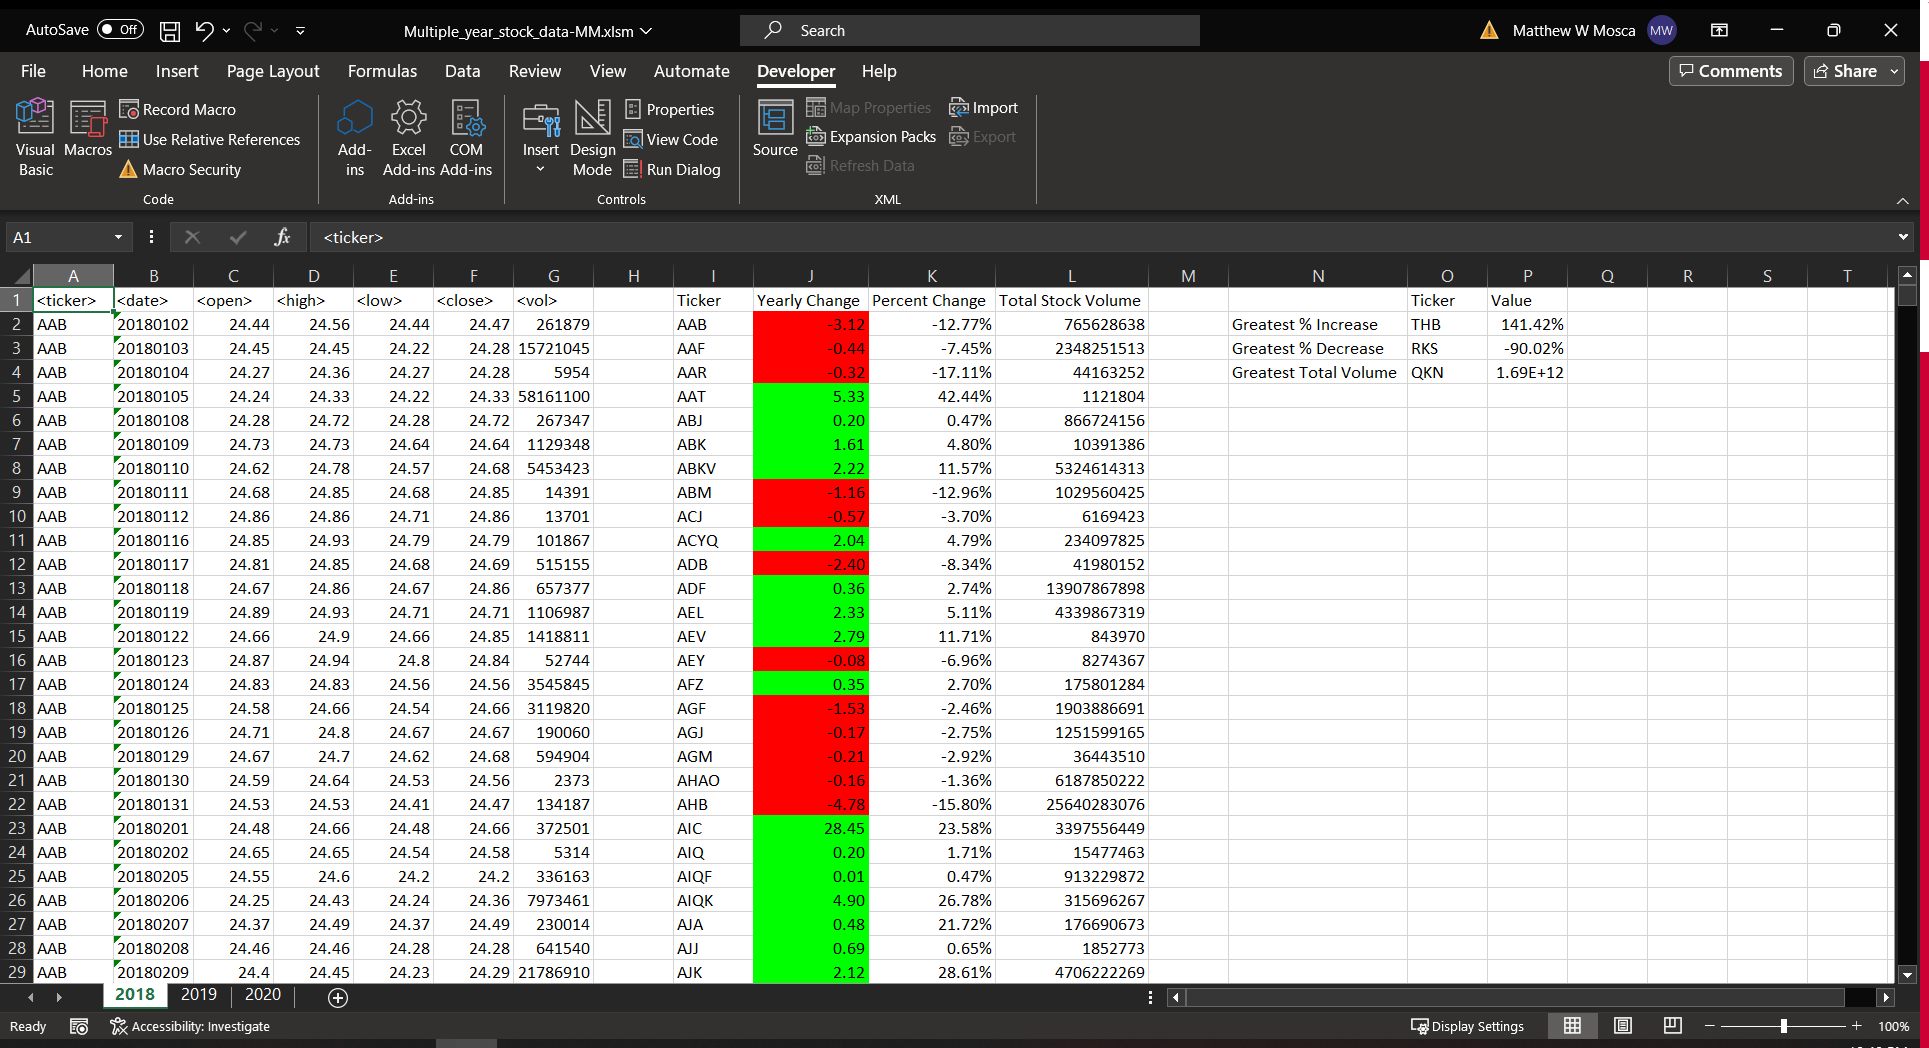 AutoSave Off Multiple_year_stock_data-MM.xlsm Search Matthew W Mosca MW
File Home Insert Page Layout Formulas Data Review View Automate Developer Help Comments Share
Visual Basic
Macros
Record Macro
Use Relative References
Macro Security
Code
Add-ins
Excel Add-ins
COM Add-ins
Add-ins
Insert
Design Mode
Properties
View Code
Run Dialog
Controls
Source
Map Properties
Expansion Packs
Refresh Data
Import
Export
XML
A1 fx <ticker>
A B C D E F G H I J K L M N O P Q R S T
1 <ticker> <date> <open> <high> <low> <close> <vol> Ticker Yearly Change Percent Change Total Stock Volume Ticker Value
2 AAB 20180102 24.44 24.56 24.44 24.47 261879 AAB -3.12 -12.77% 765628638 Greatest % Increase THB 141.42%
3 AAB 20180103 24.45 24.45 24.22 24.28 15721045 AAF -0.44 -7.45% 2348251513 Greatest % Decrease RKS -90.02%
4 AAB 20180104 24.27 24.36 24.27 24.28 5954 AAR -0.32 -17.11% 44163252 Greatest Total Volume QKN 1.69E+12
5 AAB 20180105 24.24 24.33 24.22 24.33 58161100 AAT 5.33 42.44% 1121804
6 AAB 20180108 24.28 24.72 24.28 24.72 267347 ABJ 0.20 0.47% 866724156
7 AAB 20180109 24.73 24.73 24.64 24.64 1129348 ABK 1.61 4.80% 10391386
8 AAB 20180110 24.62 24.78 24.57 24.68 5453423 ABKV 2.22 11.57% 5324614313
9 AAB 20180111 24.68 24.85 24.68 24.85 14391 ABM -1.16 -12.96% 1029560425
10 AAB 20180112 24.86 24.86 24.71 24.86 13701 ACJ -0.57 -3.70% 6169423
11 AAB 20180116 24.85 24.93 24.79 24.79 101867 ACYQ 2.04 4.79% 234097825
12 AAB 20180117 24.81 24.85 24.68 24.69 515155 ADB -2.40 -8.34% 41980152
13 AAB 20180118 24.67 24.86 24.67 24.86 657377 ADF 0.36 2.74% 13907867898
14 AAB 20180119 24.89 24.93 24.71 24.71 1106987 AEL 2.33 5.11% 4339867319
15 AAB 20180122 24.66 24.9 24.66 24.85 1418811 AEV 2.79 11.71% 843970
16 AAB 20180123 24.87 24.94 24.8 24.84 52744 AEY -0.08 -6.96% 8274367
17 AAB 20180124 24.83 24.83 24.56 24.56 3545845 AFZ 0.35 2.70% 175801284
18 AAB 20180125 24.58 24.66 24.54 24.66 3119820 AGF -1.53 -2.46% 1903886691
19 AAB 20180126 24.71 24.8 24.67 24.67 190060 AGJ -0.17 -2.75% 1251599165
20 AAB 20180129 24.67 24.7 24.62 24.68 594904 AGM -0.21 -2.92% 36443510
21 AAB 20180130 24.59 24.64 24.53 24.56 2373 AHAO -0.16 -1.36% 6187850222
22 AAB 20180131 24.53 24.53 24.41 24.47 134187 AHB -4.78 -15.80% 25640283076
23 AAB 20180201 24.48 24.66 24.48 24.66 372501 AIC 28.45 23.58% 3397556449
24 AAB 20180202 24.65 24.65 24.54 24.58 5314 AIQ 0.20 1.71% 15477463
25 AAB 20180205 24.55 24.6 24.2 24.2 336163 AIQF 0.01 0.47% 913229872
26 AAB 20180206 24.25 24.43 24.24 24.36 7973461 AIQK 4.90 26.78% 315696267
27 AAB 20180207 24.37 24.49 24.37 24.49 230014 AJA 0.48 21.72% 176690673
28 AAB 20180208 24.46 24.46 24.28 24.28 641540 AJJ 0.69 0.65% 1852773
29 AAB 20180209 24.4 24.45 24.23 24.29 21786910 AJK 2.12 28.61% 4706222269
2018 2019 2020
Ready Accessibility: Investigate Display Settings 100%